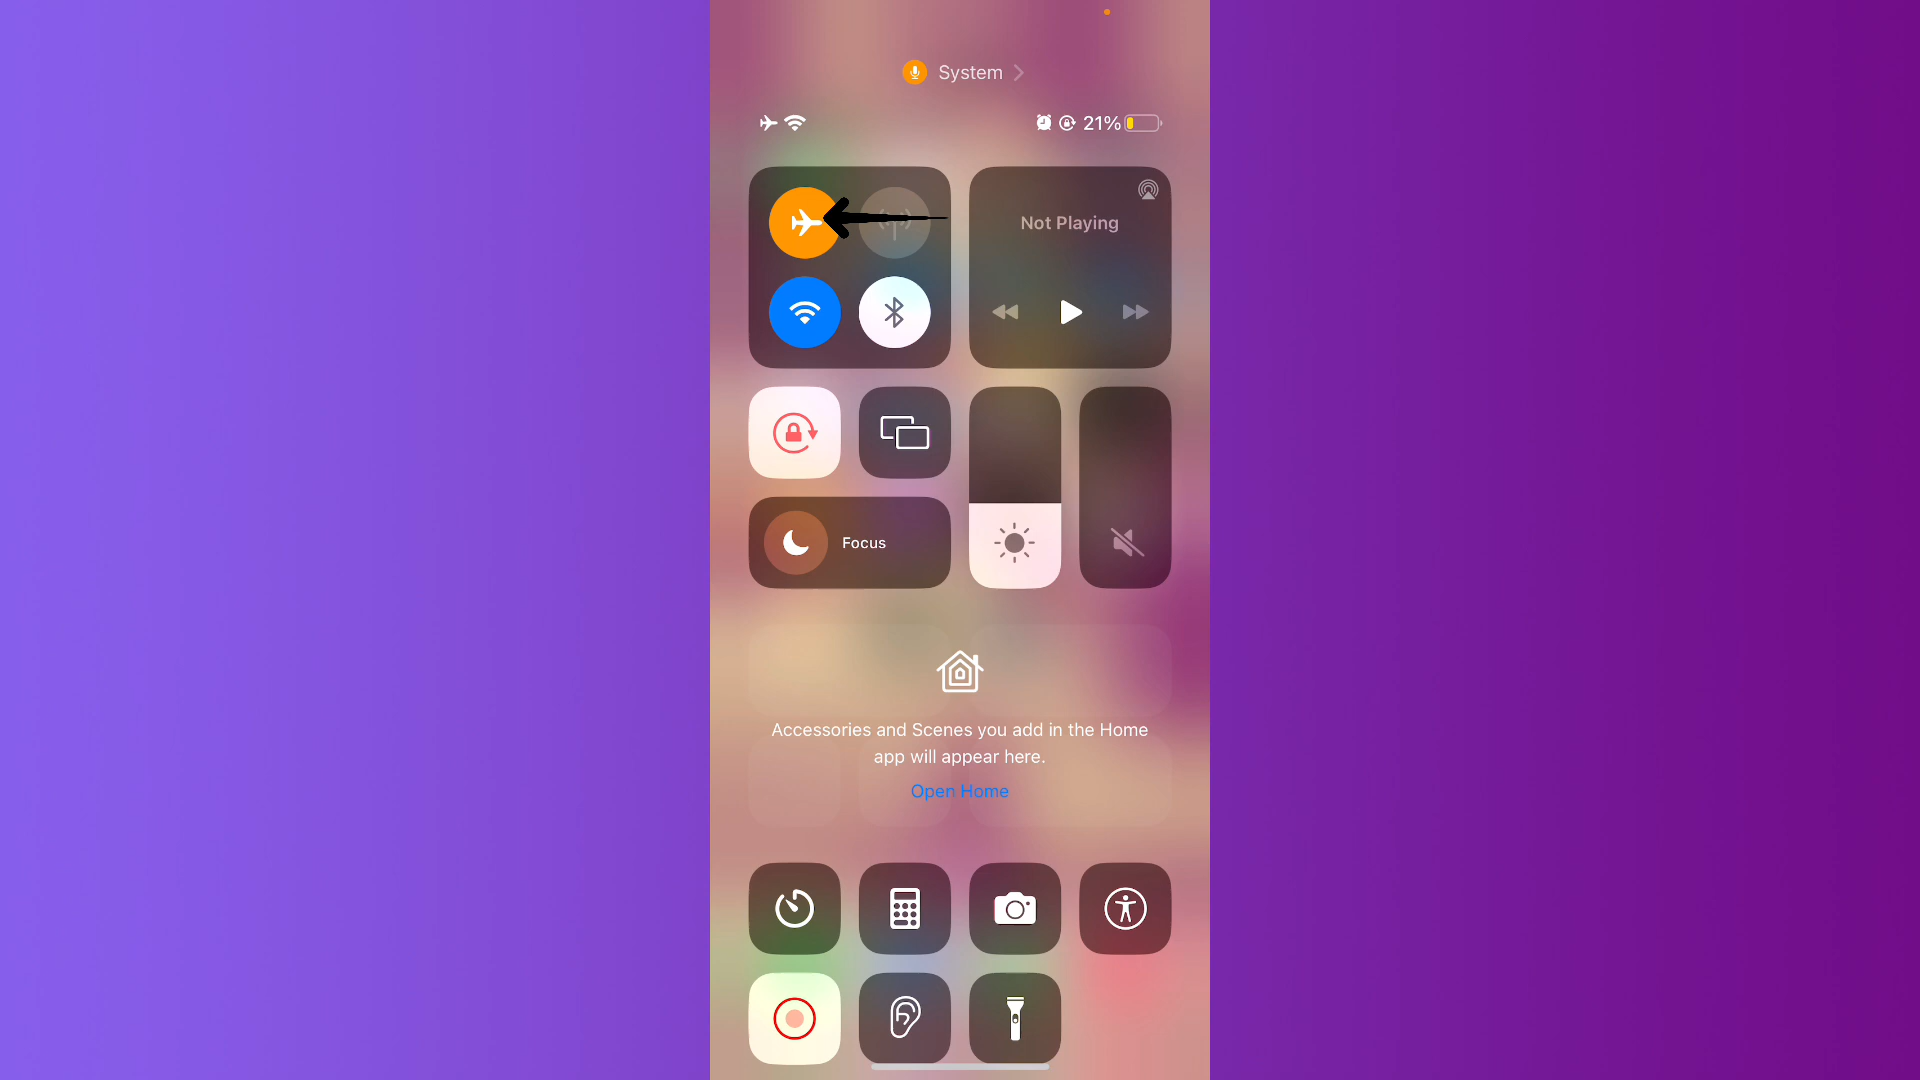 System
21%
Not Playing
Focus
Accessories and Scenes you add in the Home
app will appear here.
Open Home